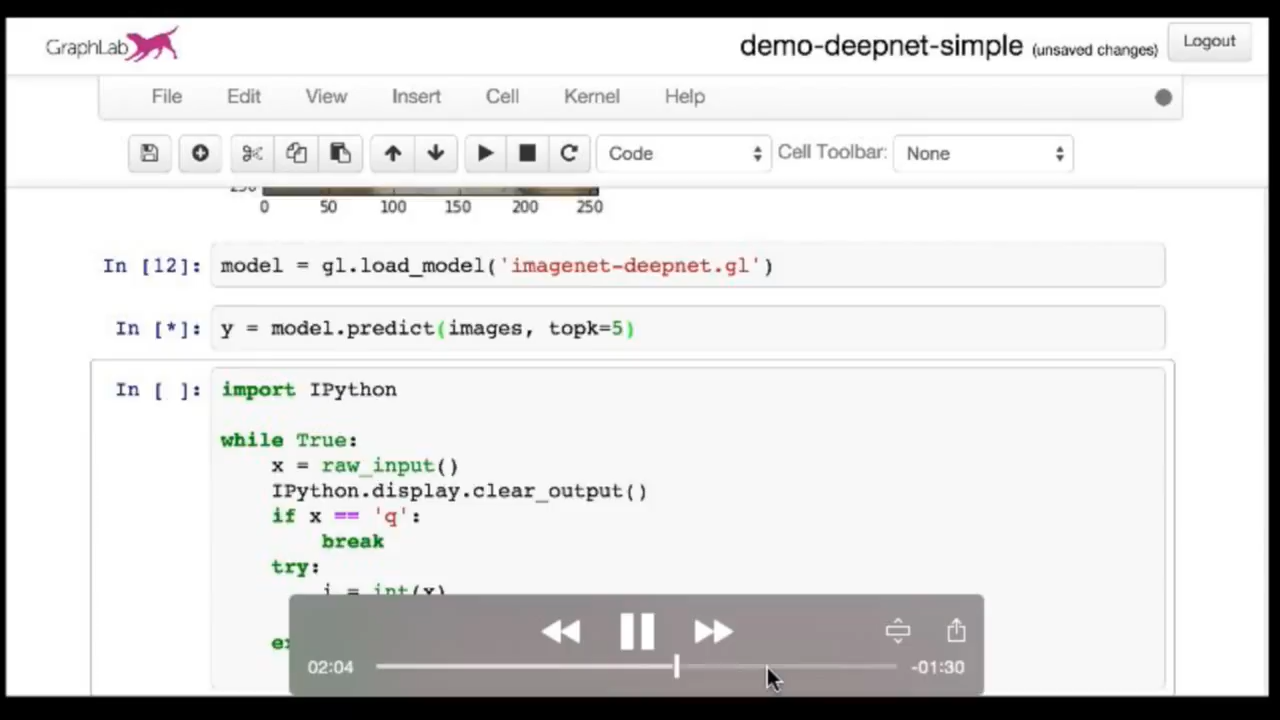 GraphLab
demo-deepnet-simple (unsaved changes)
Logout
File Edit View Insert Cell Kernel Help
Code
Cell Toolbar: None
250
0 50 100 150 200 250
In [12]: model = gl.load_model('imagenet-deepnet.gl')
In [*]: y = model.predict(images, topk=5)
In [ ]: import IPython
while True:
x = raw_input()
IPython.display.clear_output()
if x == 'q':
break
try:
i = int(x)
02:04
-01:30